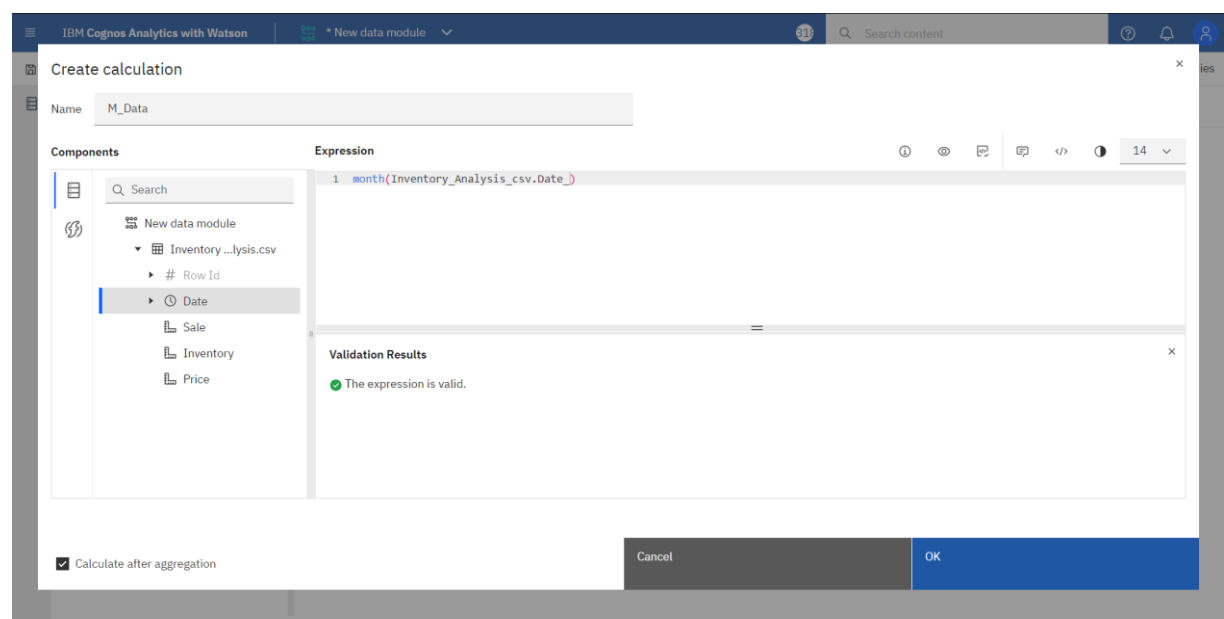 IBM Cognos Analytics with Watson
* New data module
Search content
Create calculation
ies
Name
M_Data
Components
Expression
14
Search
1 month(Inventory_Analysis_csv.Date_)
New data module
Inventory ...lysis.csv
# Row Id
Date
Sale
Inventory
Price
Validation Results
The expression is valid.
Calculate after aggregation
Cancel
OK